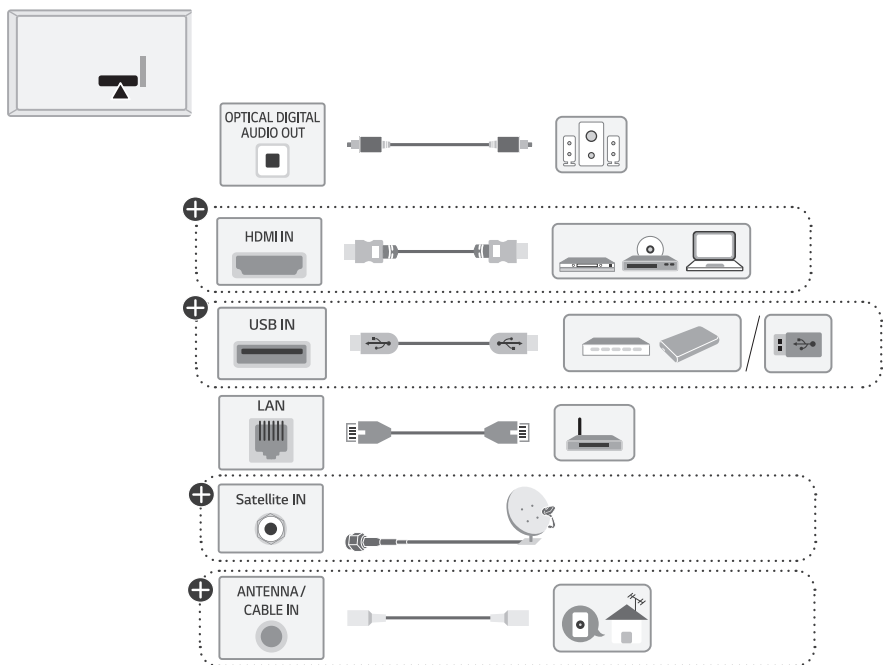 OPTICAL DIGITAL
AUDIO OUT
HDMI IN
USB IN
LAN
Satellite IN
ANTENNA /
CABLE IN